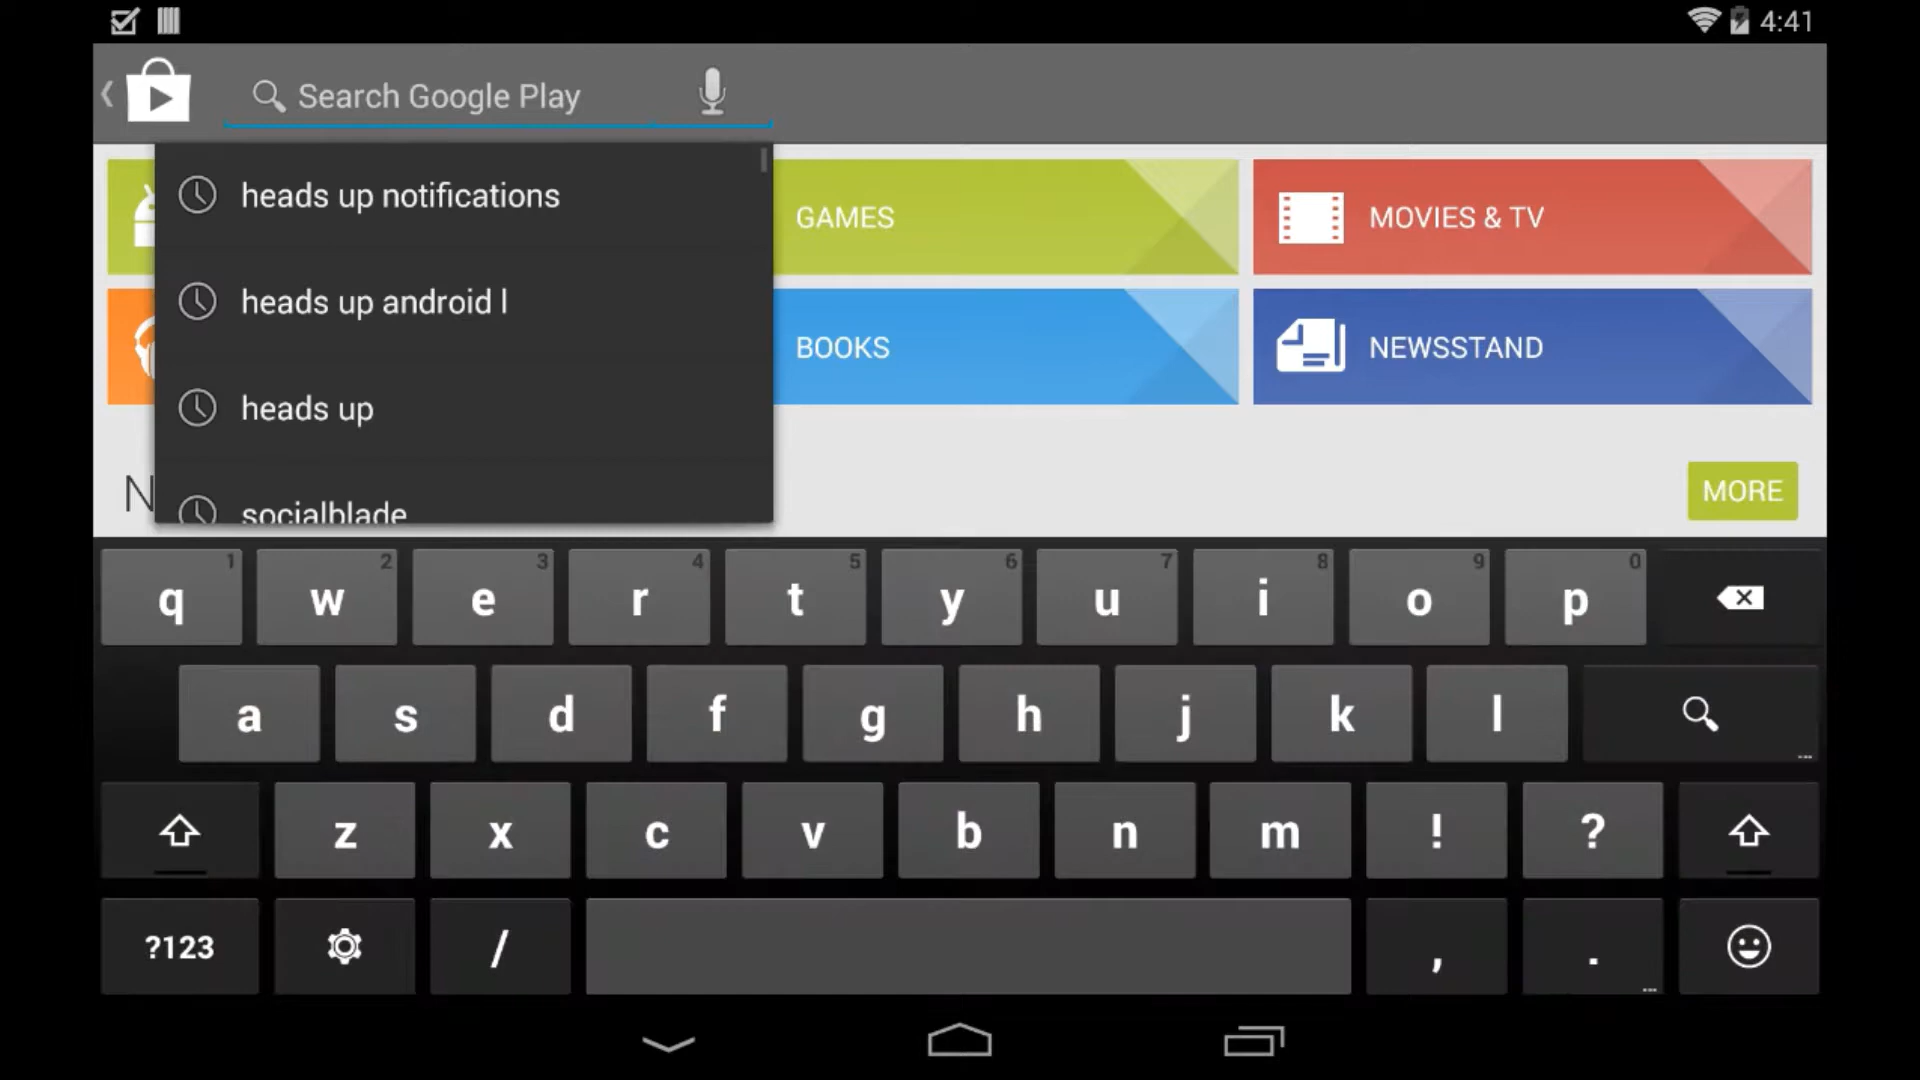 4:41
Search Google Play
heads up notifications
heads up android l
heads up
socialblade
GAMES
MOVIES & TV
BOOKS
NEWSSTAND
N
MORE
q 1 w 2 e 3 r 4 t 5 y 6 u 7 i 8 o 9 p 0
a s d f g h j k l
z x c v b n m ! ?
?123 / , .